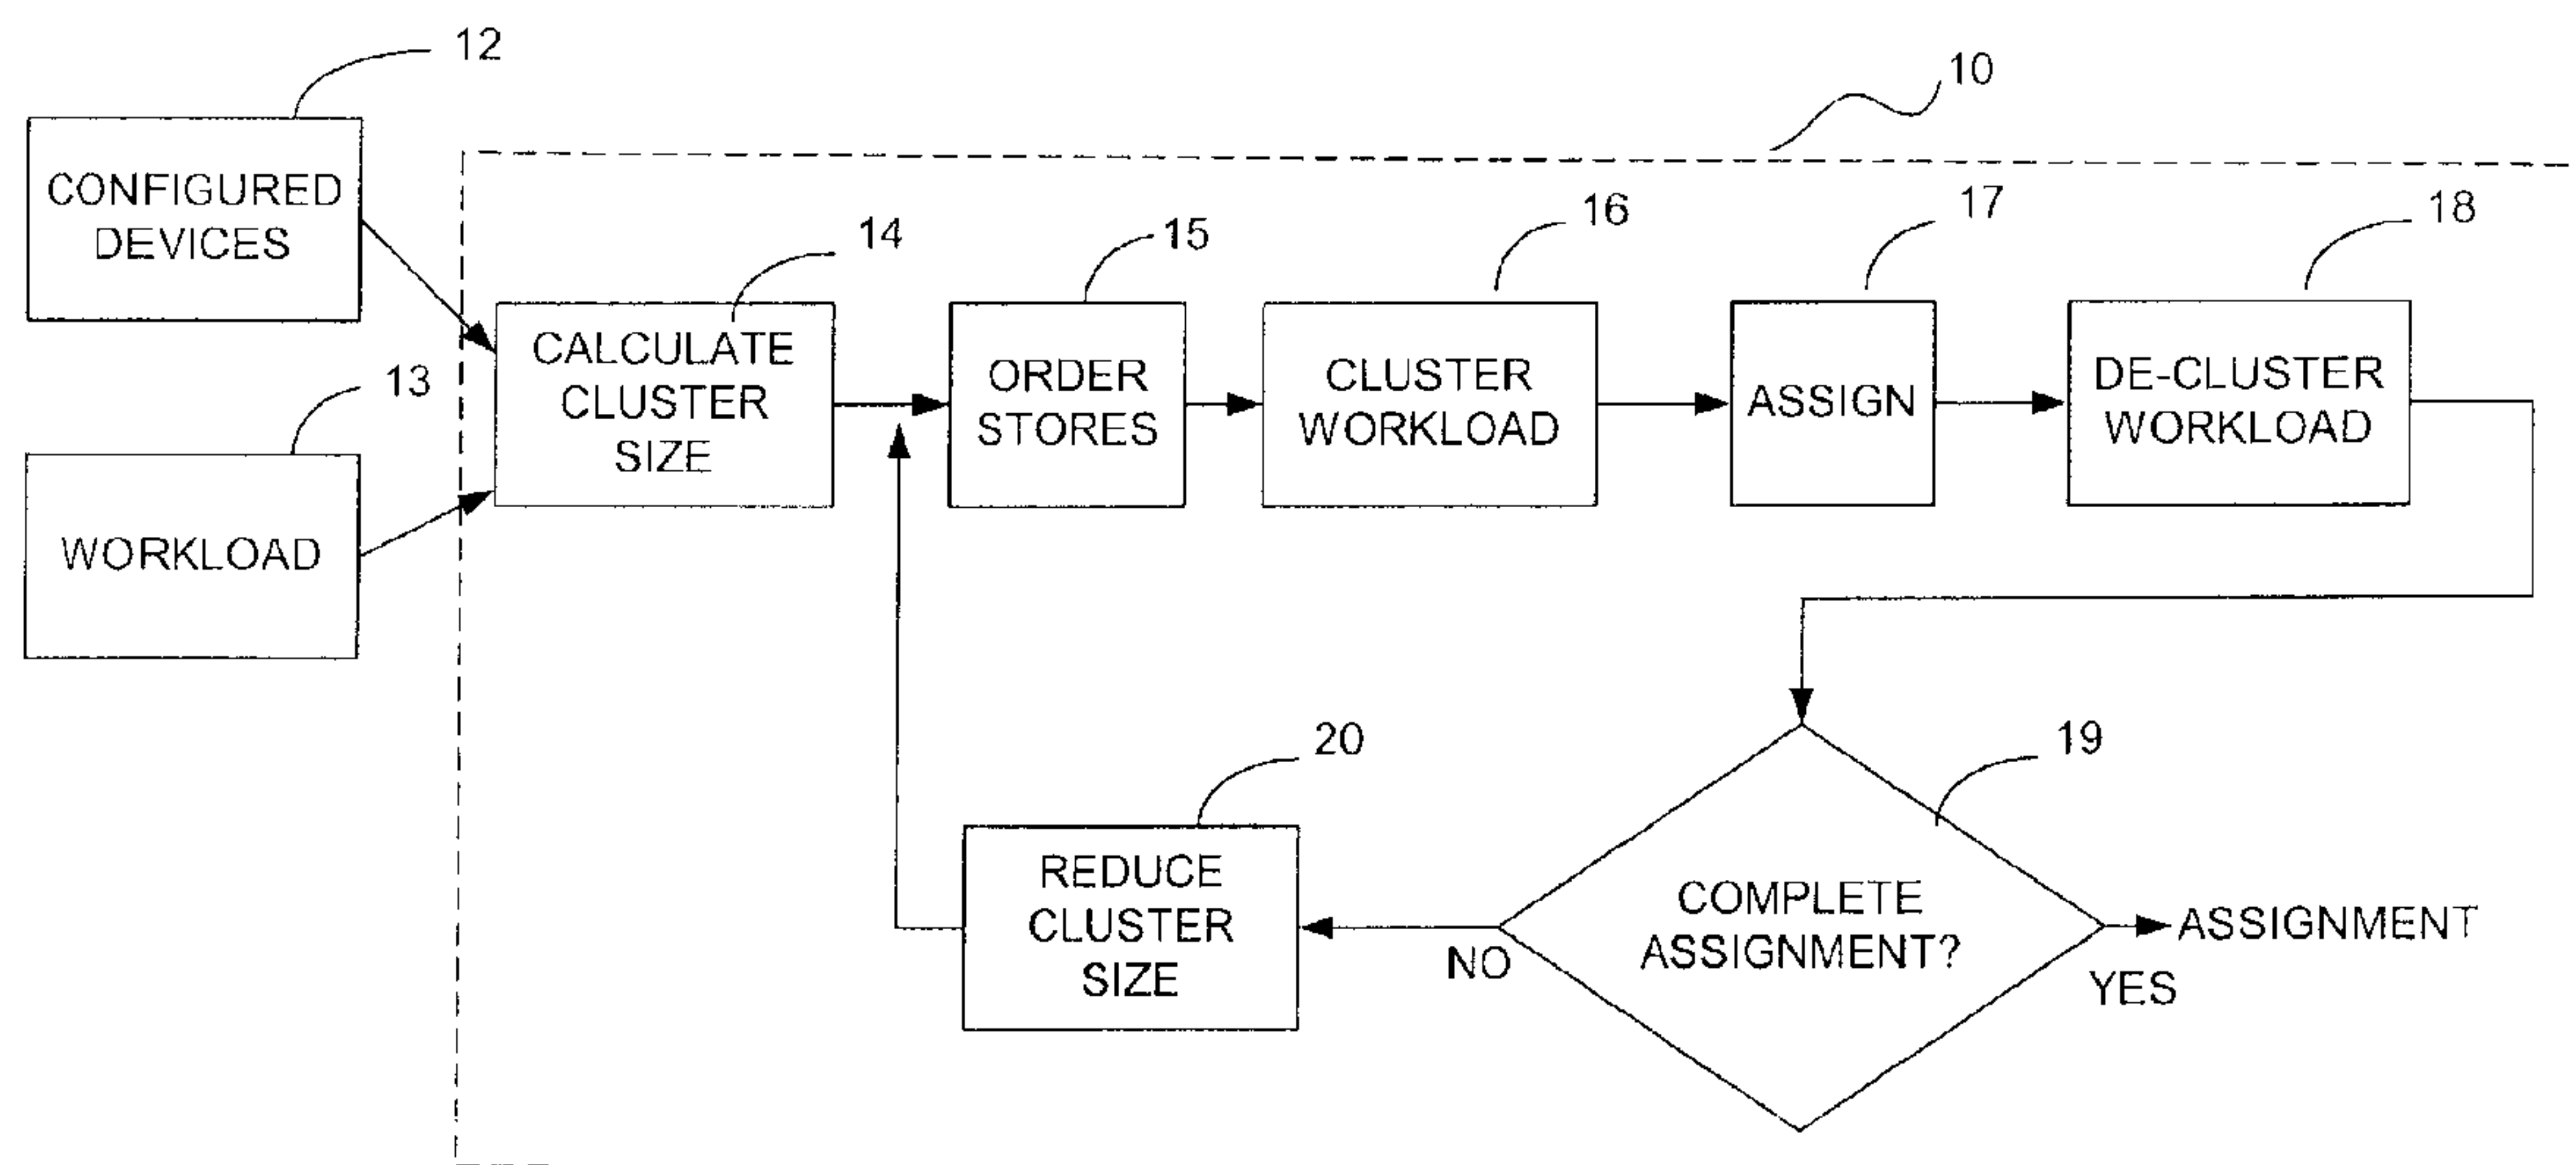 12
10
CONFIGURED
DEVICES
14
15
16
17
18
CALCULATE
CLUSTER
SIZE
ORDER
STORES
CLUSTER
WORKLOAD
ASSIGN
DE-CLUSTER
WORKLOAD
13
WORKLOAD
20
19
REDUCE
CLUSTER
SIZE
NO
COMPLETE
ASSIGNMENT?
YES
ASSIGNMENT